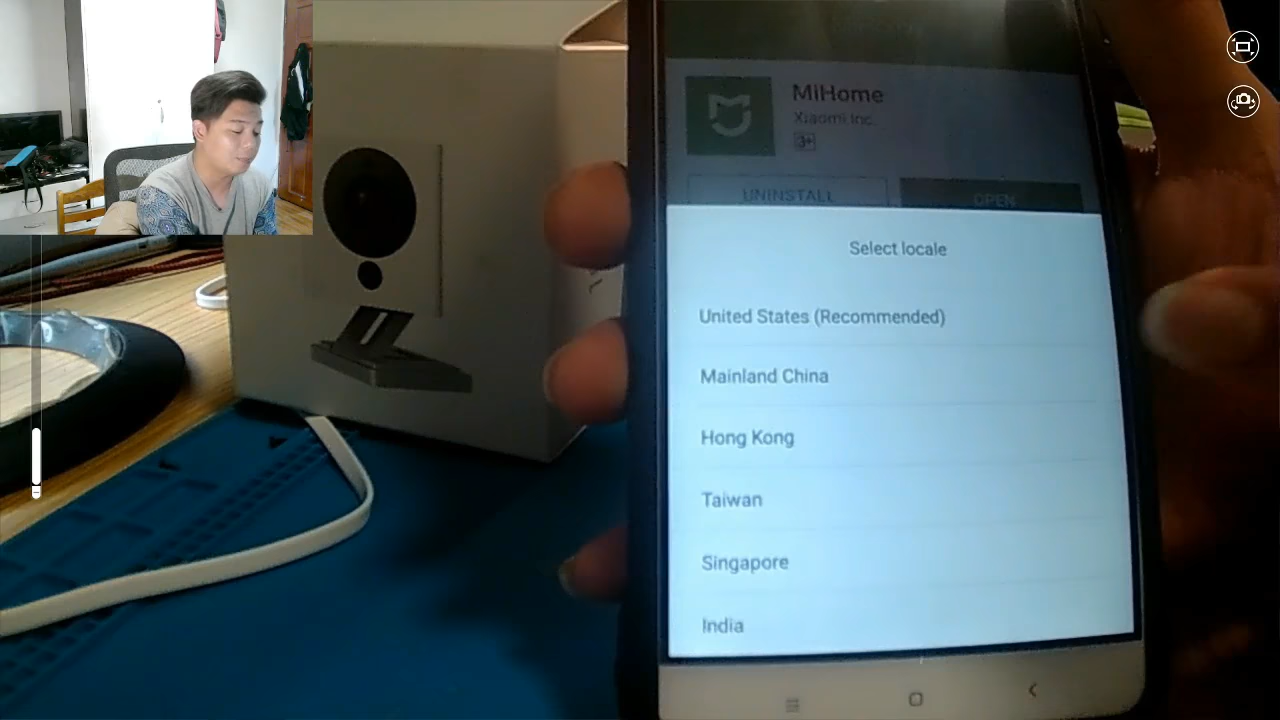 MiHome
Xiaomi Inc.
3+
UNINSTALL
OPEN
Select locale
United States (Recommended)
Mainland China
Hong Kong
Taiwan
Singapore
India